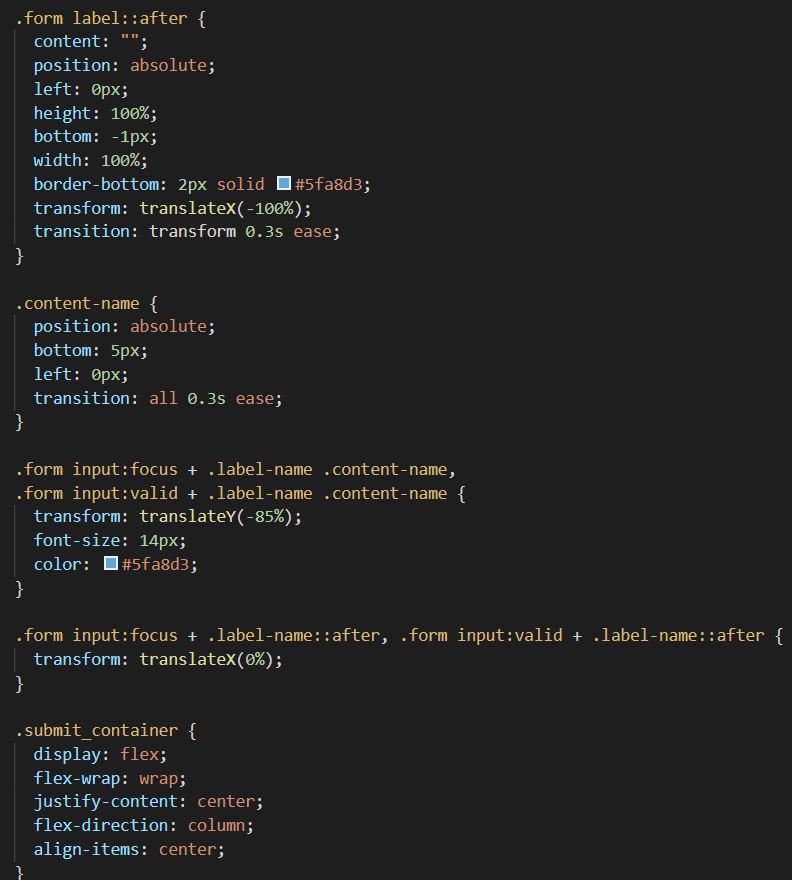 .form label::after {
  content: "";
  position: absolute;
  left: 0px;
  height: 100%;
  bottom: -1px;
  width: 100%;
  border-bottom: 2px solid #5fa8d3;
  transform: translateX(-100%);
  transition: transform 0.3s ease;
}

.content-name {
  position: absolute;
  bottom: 5px;
  left: 0px;
  transition: all 0.3s ease;
}

.form input:focus + .label-name .content-name,
.form input:valid + .label-name .content-name {
  transform: translateY(-85%);
  font-size: 14px;
  color: #5fa8d3;
}

.form input:focus + .label-name::after, .form input:valid + .label-name::after {
  transform: translateX(0%);
}

.submit_container {
  display: flex;
  flex-wrap: wrap;
  justify-content: center;
  flex-direction: column;
  align-items: center;
}